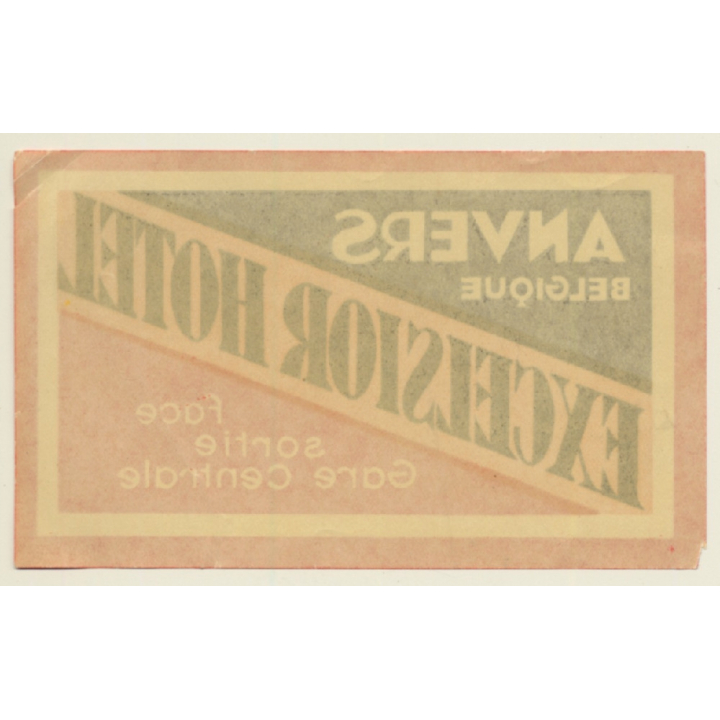 ANVERS
BELGIQUE
EXCELSIOR HOTEL
Face
sortie
Gare Centrale